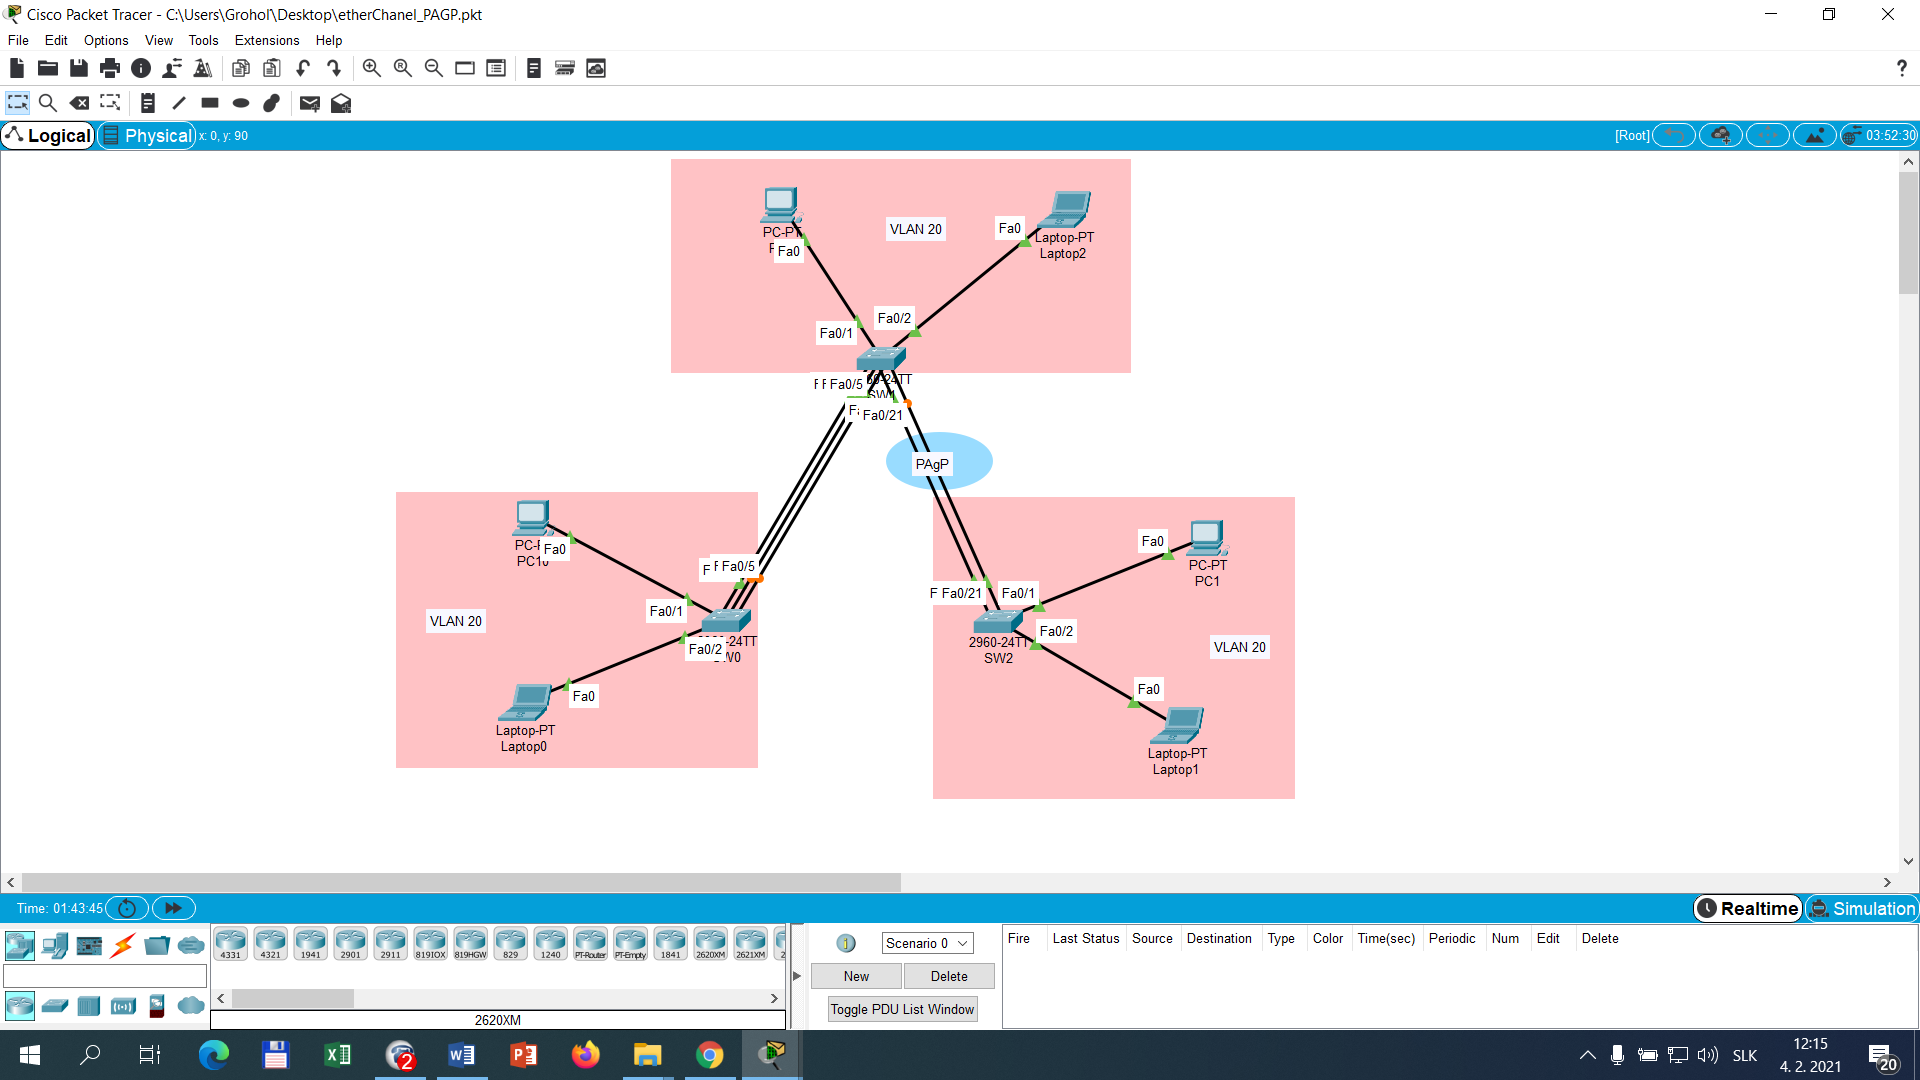 Cisco Packet Tracer - C:\Users\Grohol'\Desktop\etherChanel_PAGP.pkt
File Edit Options View Tools Extensions Help
Logical Physical x: 0, y: 90 [Root] 03:52:30
PC-PT
Fa0
VLAN 20
Fa0
Laptop-PT
Laptop2
Fa0/2
Fa0/1
Fa0/5
SW1
Fa0/21
PAgP
Fa0
PC10
VLAN 20
Fa0/5
Fa0/1
Fa0/2
Fa0
Laptop-PT
Laptop0
Fa0
PC-PT
PC1
Fa0/21
Fa0/1
Fa0/2
2960-24TT
SW2
VLAN 20
Fa0
Laptop-PT
Laptop1
Time: 01:43:45 Realtime Simulation
4331 4321 1941 2901 2911 819IOX 819HGW 829 1240 PT-Router PT-Empty 1841 2620XM 2621XM
2620XM
Scenario 0
New Delete
Toggle PDU List Window
Fire Last Status Source Destination Type Color Time(sec) Periodic Num Edit Delete
SLK
12:15
4. 2. 2021
20
2